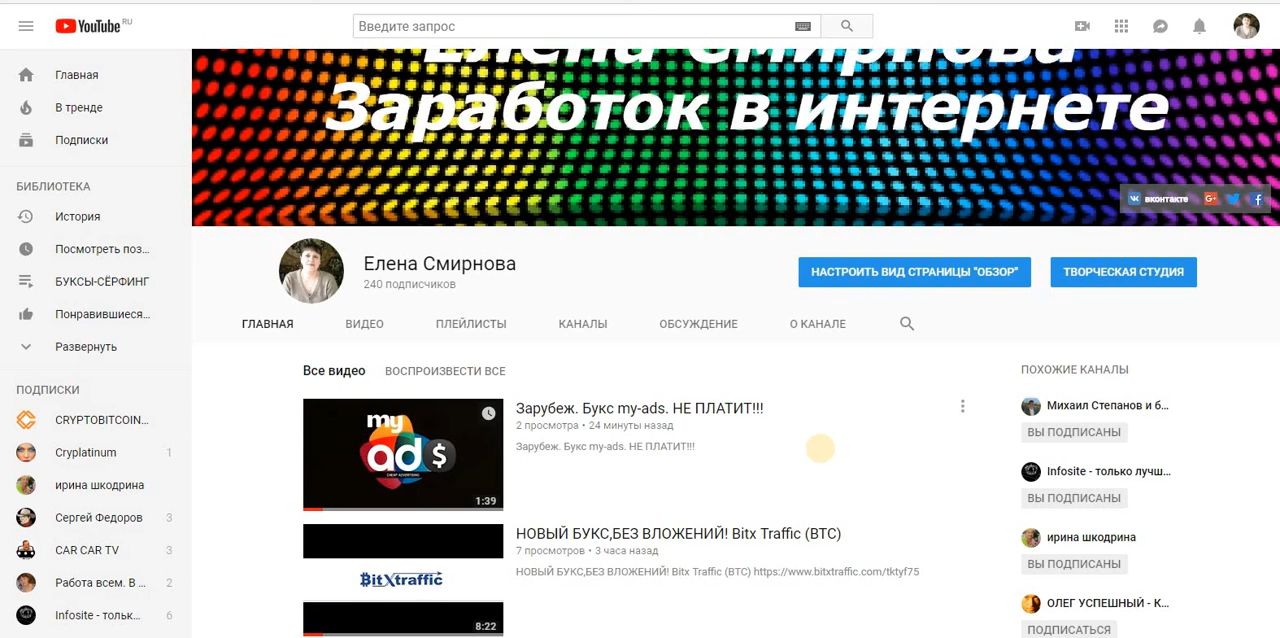 YouTube RU
Введите запрос
Главная
В тренде
Подписки
БИБЛИОТЕКА
История
Посмотреть поз...
БУКСЫ-СЁРФИНГ
Понравившиеся...
Развернуть
ПОДПИСКИ
CRYPTOBITCOIN...
Cryplatinum 1
ирина шкодрина
Сергей Федоров 3
CAR CAR TV 3
Работа всем. В ... 2
Infosite - тольк... 6
Елена Смирнова
Заработок в интернете
вконтакте
Елена Смирнова
240 подписчиков
НАСТРОИТЬ ВИД СТРАНИЦЫ "ОБЗОР"
ТВОРЧЕСКАЯ СТУДИЯ
ГЛАВНАЯ ВИДЕО ПЛЕЙЛИСТЫ КАНАЛЫ ОБСУЖДЕНИЕ О КАНАЛЕ
Все видео ВОСПРОИЗВЕСТИ ВСЕ
my
ads $
1:39
Зарубеж. Букс my-ads. НЕ ПЛАТИТ!!!
2 просмотра • 24 минуты назад
Зарубеж. Букс my-ads. НЕ ПЛАТИТ!!!
BitXtraffic
8:22
НОВЫЙ БУКС,БЕЗ ВЛОЖЕНИЙ! Bitx Traffic (BTC)
7 просмотров • 3 часа назад
НОВЫЙ БУКС,БЕЗ ВЛОЖЕНИЙ! Bitx Traffic (BTC) https://www.bitxtraffic.com/tktyf75
ПОХОЖИЕ КАНАЛЫ
Михаил Степанов и б...
ВЫ ПОДПИСАНЫ
Infosite - только лучш...
ВЫ ПОДПИСАНЫ
ирина шкодрина
ВЫ ПОДПИСАНЫ
ОЛЕГ УСПЕШНЫЙ - К...
ПОДПИСАТЬСЯ